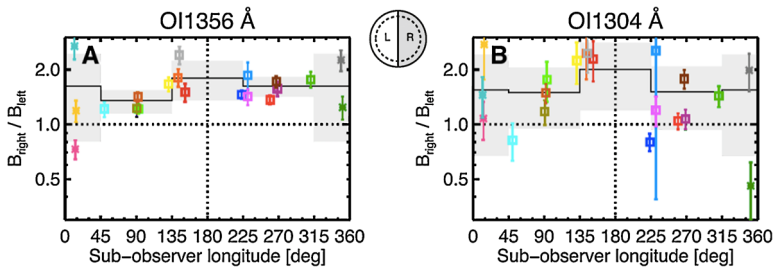 OI1356 Å
A
B_right / B_left
2.0
1.0
0.5
0 45 90 135 180 225 270 315 360
Sub−observer longitude [deg]
L R
OI1304 Å
B
B_right / B_left
2.0
1.0
0.5
0 45 90 135 180 225 270 315 360
Sub−observer longitude [deg]